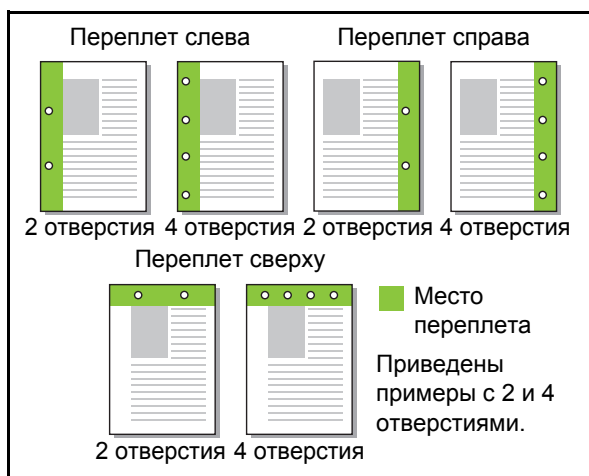 Переплет слева
Переплет справа
2 отверстия
4 отверстия
2 отверстия
4 отверстия
Переплет сверху
Место
переплета
Приведены
примеры с 2 и 4
отверстиями.
2 отверстия
4 отверстия